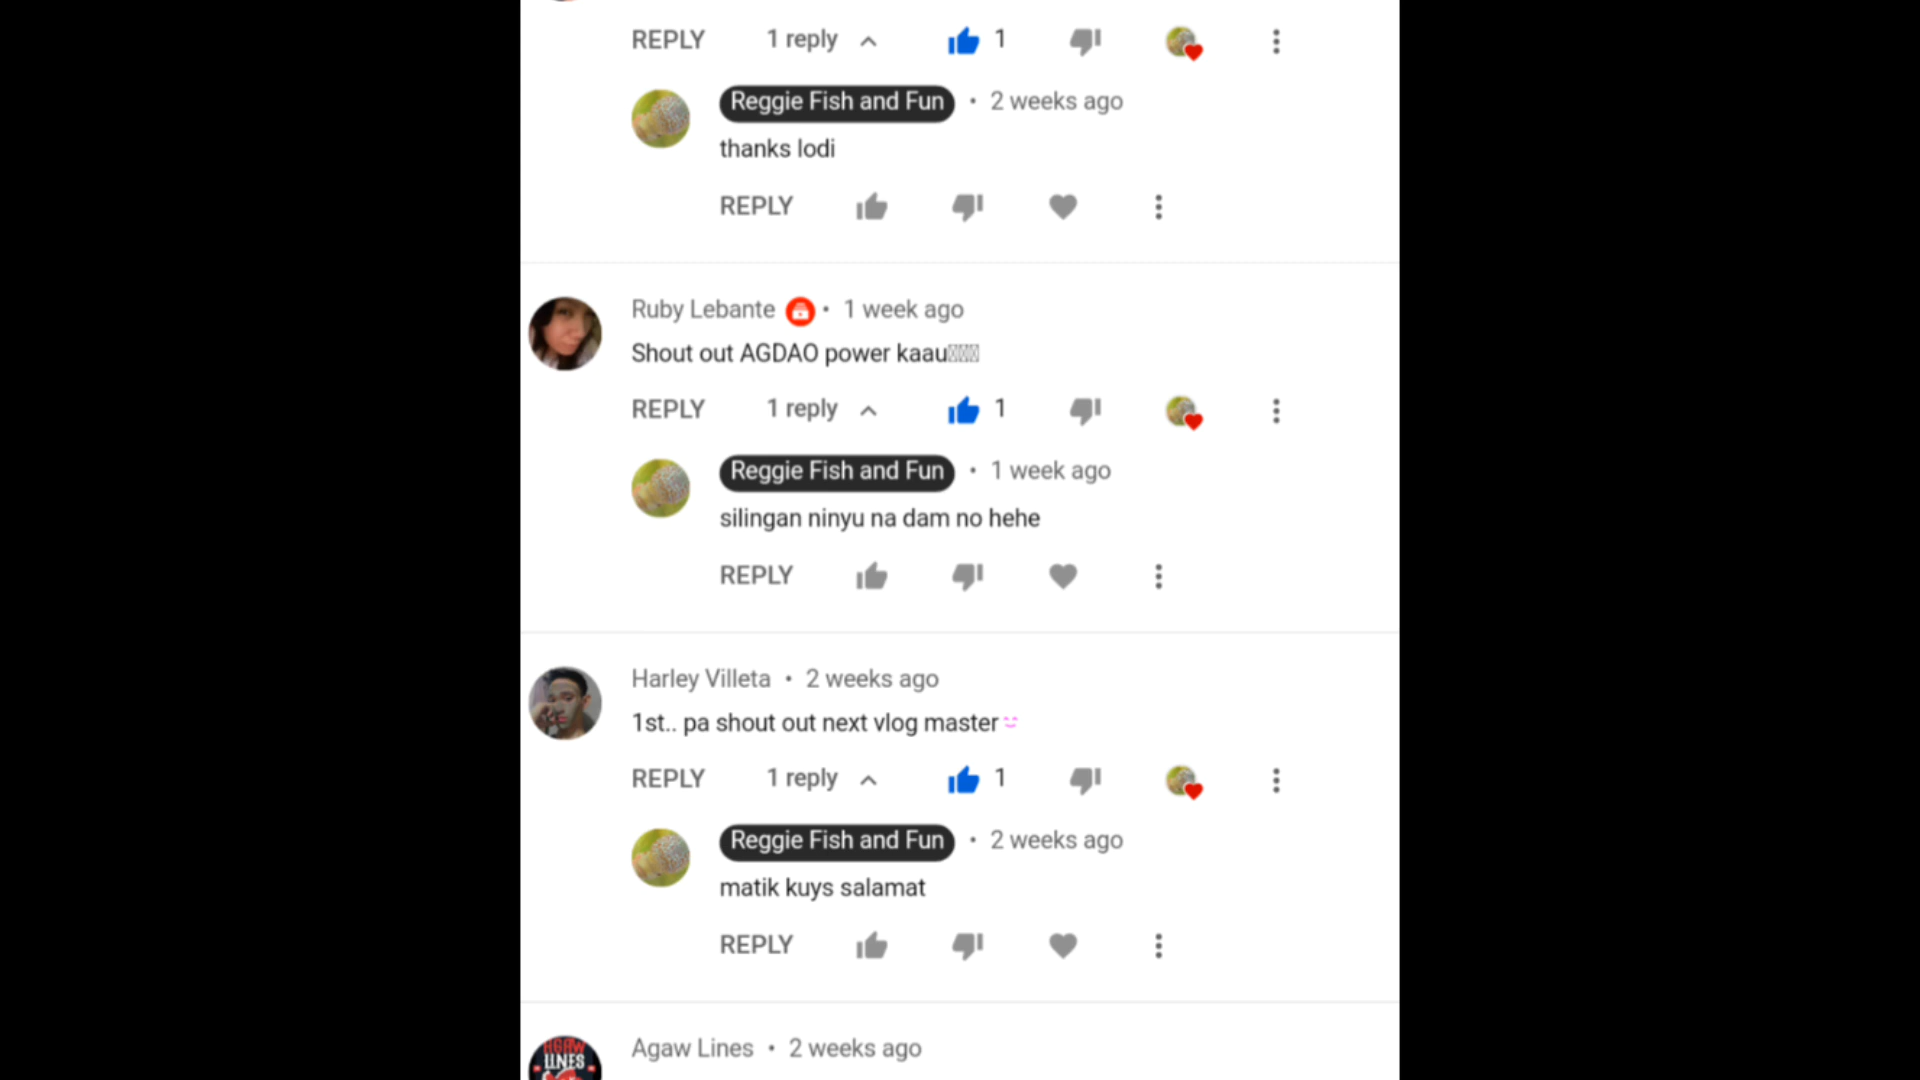 REPLY 1 reply 1
Reggie Fish and Fun • 2 weeks ago
thanks lodi
REPLY
Ruby Lebante • 1 week ago
Shout out AGDAO power kaau
REPLY 1 reply 1
Reggie Fish and Fun • 1 week ago
silingan ninyu na dam no hehe
REPLY
Harley Villeta • 2 weeks ago
1st.. pa shout out next vlog master
REPLY 1 reply 1
Reggie Fish and Fun • 2 weeks ago
matik kuys salamat
REPLY
Agaw Lines • 2 weeks ago
AGAW
LINES